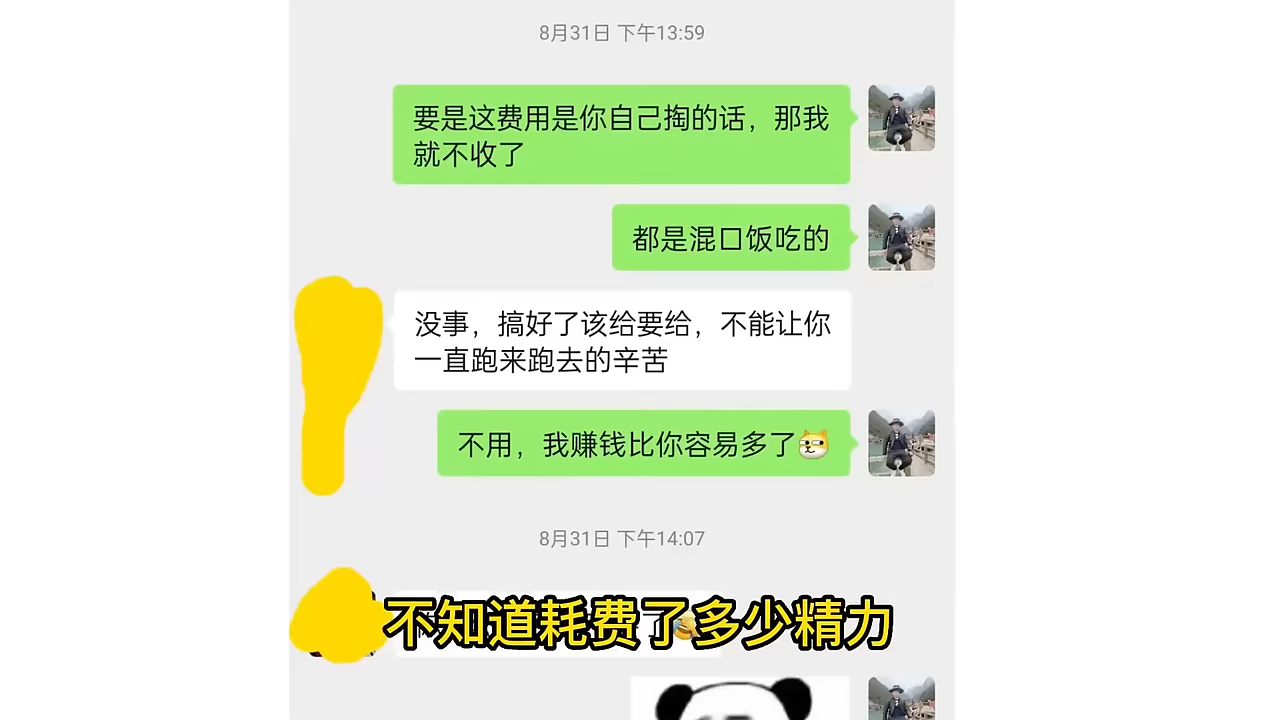 8月31日 下午13:59
要是这费用是你自己掏的话，那我
就不收了
都是混口饭吃的
没事，搞好了该给要给，不能让你
一直跑来跑去的辛苦
不用，我赚钱比你容易多了
8月31日 下午14:07
不知道耗费了多少精力